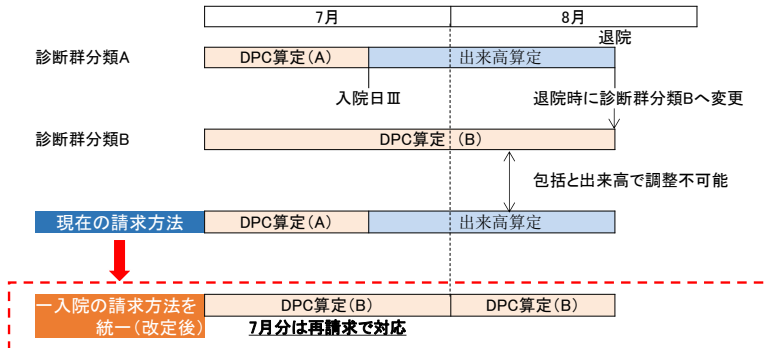 7月 8月
退院
診断群分類A DPC算定(A) 出来高算定
入院日Ⅲ 退院時に診断群分類Bへ変更
診断群分類B DPC算定 (B)
包括と出来高で調整不可能
現在の請求方法 DPC算定(A) 出来高算定
一入院の請求方法を DPC算定(B) DPC算定(B)
統一(改定後) 7月分は再請求で対応